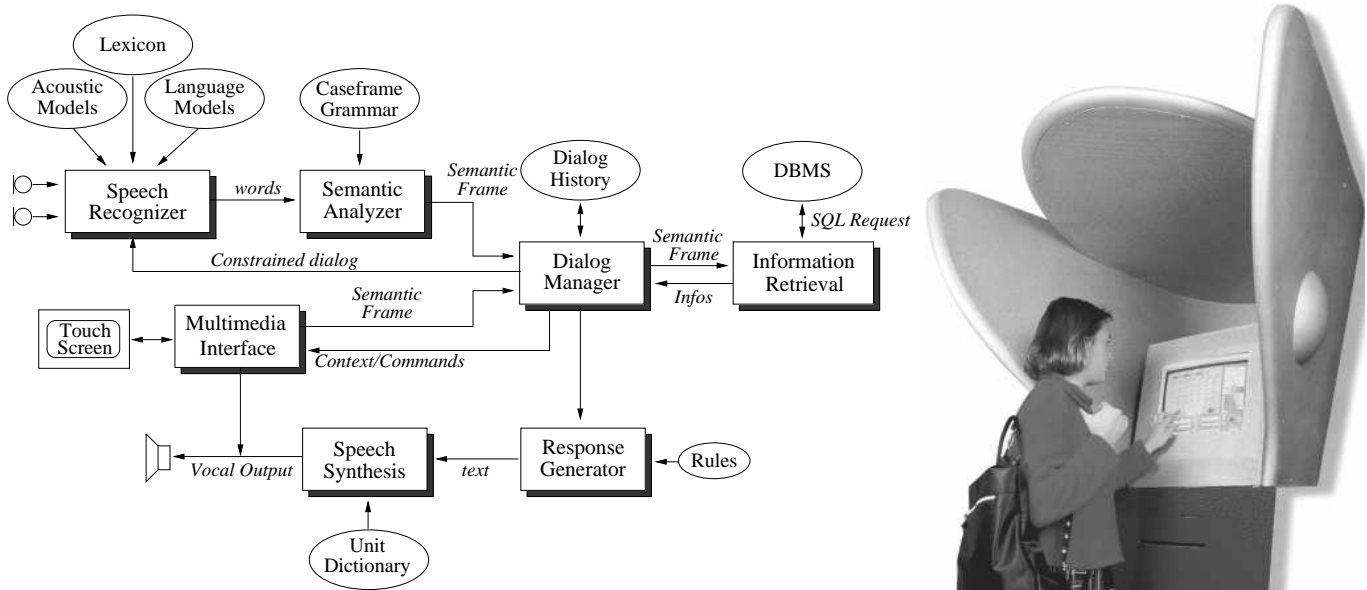 Lexicon
Acoustic
Models
Language
Models
Caseframe
Grammar
Speech
Recognizer
words
Semantic
Analyzer
Semantic
Frame
Dialog
History
DBMS
SQL Request
Constrained dialog
Dialog
Manager
Semantic
Frame
Infos
Information
Retrieval
Touch
Screen
Multimedia
Interface
Semantic
Frame
Context/Commands
Vocal Output
Speech
Synthesis
text
Response
Generator
Rules
Unit
Dictionary